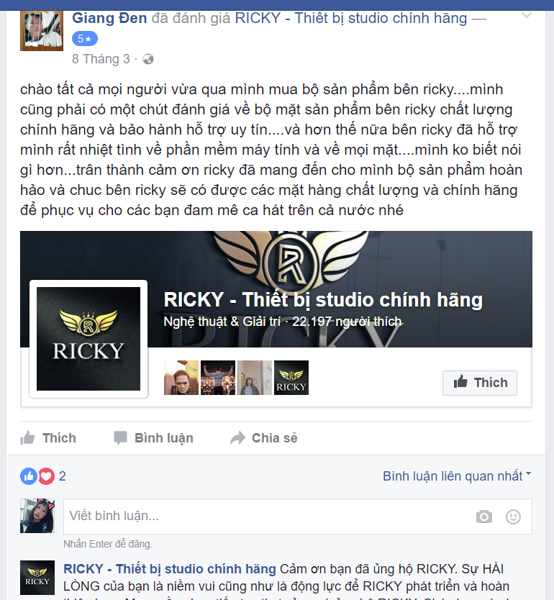 Giang Đen đã đánh giá RICKY - Thiết bị studio chính hãng —
5★
8 Tháng 3 ·
chào tất cả mọi người vừa qua mình mua bộ sản phẩm bên ricky....mình
cũng phải có một chút đánh giá về bộ mặt sản phẩm bên ricky chất lượng
chính hãng và bảo hành hỗ trợ uy tín....và hơn thế nữa bên ricky đã hỗ trợ
mình rất nhiệt tình về phần mềm máy tính và về mọi mặt....mình ko biết nói
gì hơn...trân thành cảm ơn ricky đã mang đến cho mình bộ sản phẩm hoàn
hảo và chuc bên ricky sẽ có được các mặt hàng chất lượng và chính hãng
để phục vụ cho các bạn đam mê ca hát trên cả nước nhé
R
RICKY - Thiết bị studio chính hãng
Nghệ thuật & Giải trí · 22.197 người thích
R
RICKY
RICKY
Thích
Thích Bình luận Chia sẻ
2 Bình luận liên quan nhất
Viết bình luận...
Nhấn Enter để đăng.
RICKY
RICKY - Thiết bị studio chính hãng Cảm ơn bạn đã ủng hộ RICKY. Sự HÀI
LÒNG của bạn là niềm vui cũng như là động lực để RICKY phát triển và hoàn